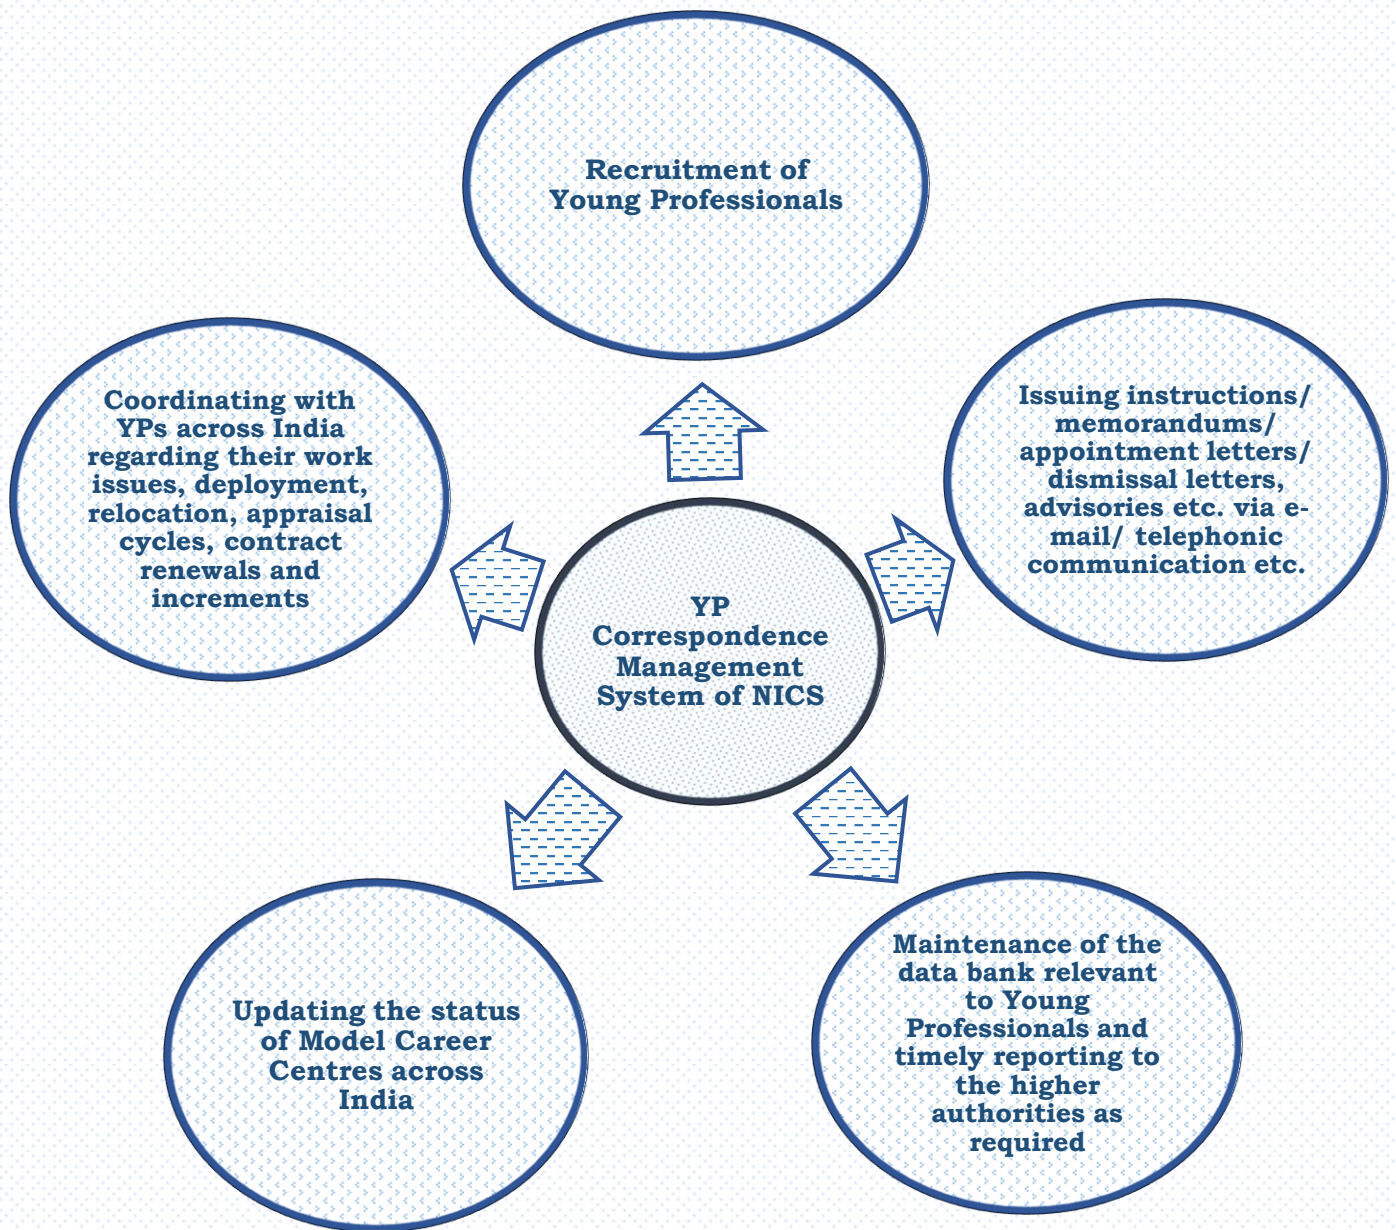 Recruitment of
Young Professionals
Coordinating with
YPs across India
regarding their work
issues, deployment,
relocation, appraisal
cycles, contract
renewals and
increments
Issuing instructions/
memorandums/
appointment letters/
dismissal letters,
advisories etc. via e-
mail/ telephonic
communication etc.
YP
Correspondence
Management
System of NICS
Updating the status
of Model Career
Centres across
India
Maintenance of the
data bank relevant
to Young
Professionals and
timely reporting to
the higher
authorities as
required